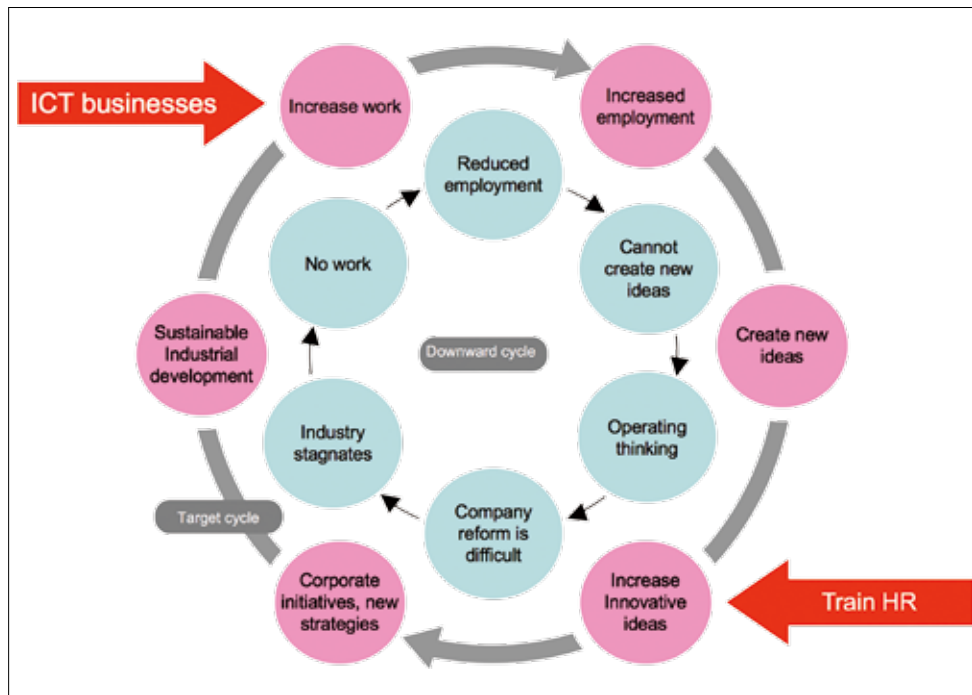 ICT businesses
Increase work
Increased
employment
Reduced
employment
No work
Cannot
create new
ideas
Sustainable
Industrial
development
Downward cycle
Create new
ideas
Industry
stagnates
Operating
thinking
Target cycle
Company
reform is
difficult
Corporate
initiatives, new
strategies
Increase
Innovative
ideas
Train HR